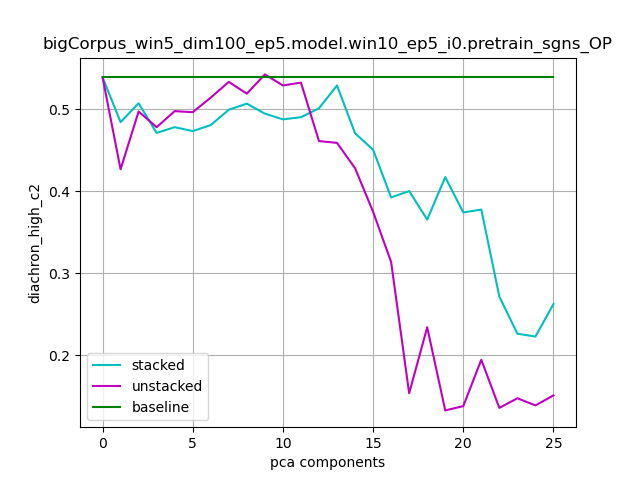 bigCorpus_win5_dim100_ep5.model.win10_ep5_i0.pretrain_sgns_OP
0.5
0.4
0.3
0.2
diachron_high_c2
stacked
unstacked
baseline
0 5 10 15 20 25
pca components